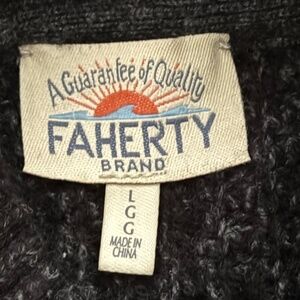 A Guarantee of Quality
FAHERTY
BRAND
L
G
G
MADE IN
CHINA